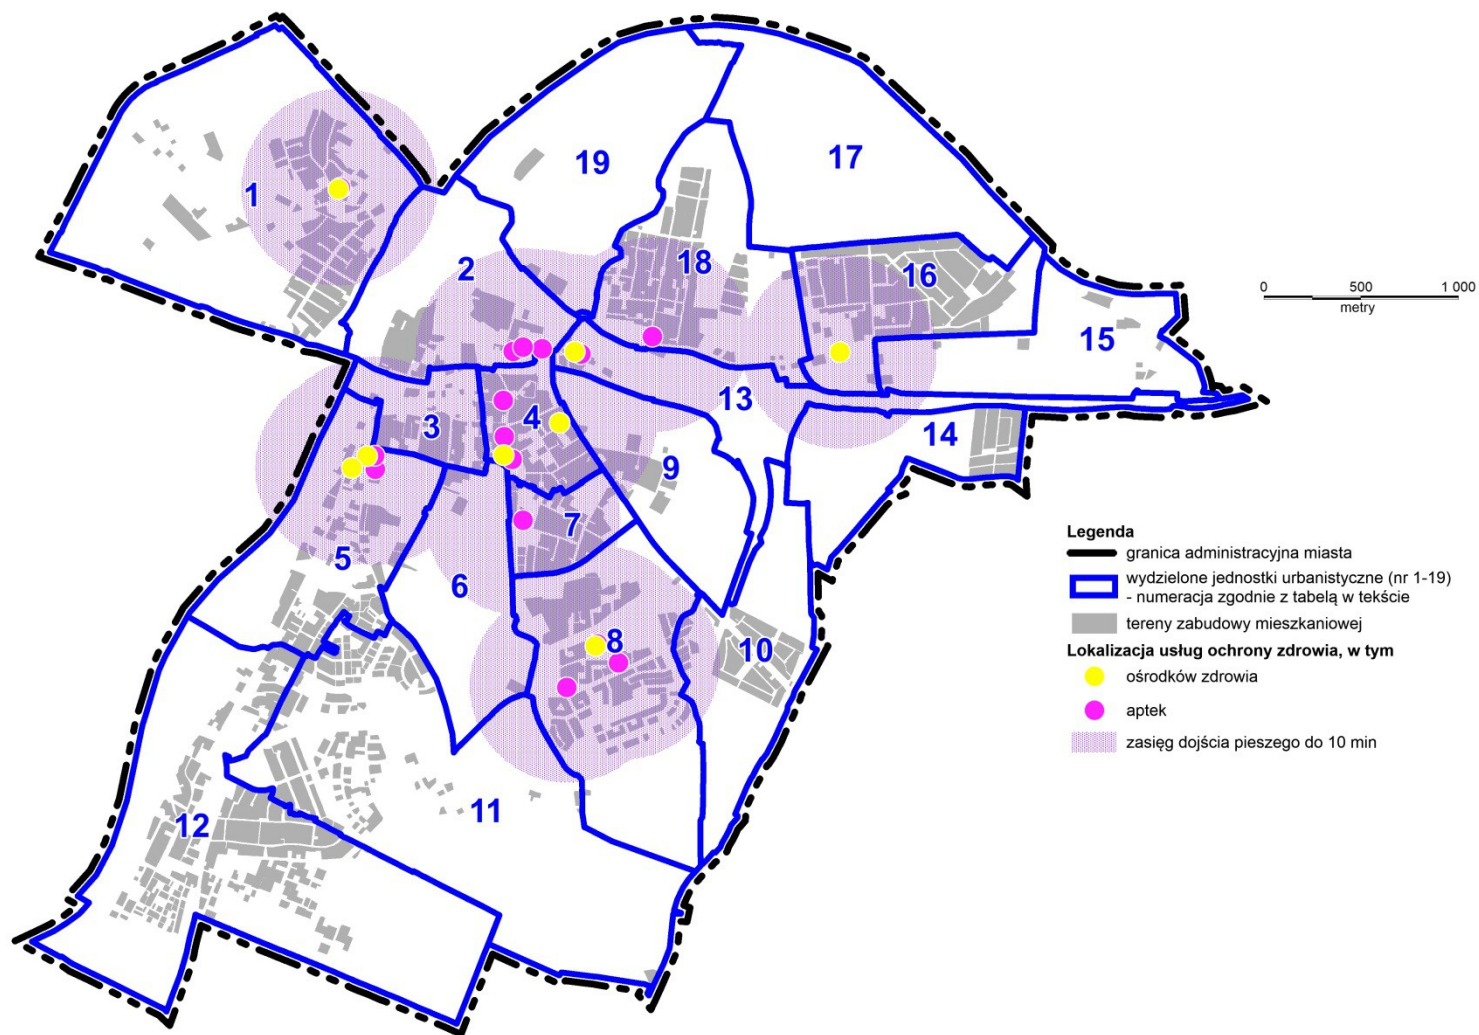 1
2
3
4
5
6
7
8
9
10
11
12
13
14
15
16
17
18
19
0 500 1 000
metry
Legenda
granica administracyjna miasta
wydzielone jednostki urbanistyczne (nr 1-19)
- numeracja zgodnie z tabelą w tekście
tereny zabudowy mieszkaniowej
Lokalizacja usług ochrony zdrowia, w tym
ośrodków zdrowia
aptek
zasięg dojścia pieszego do 10 min